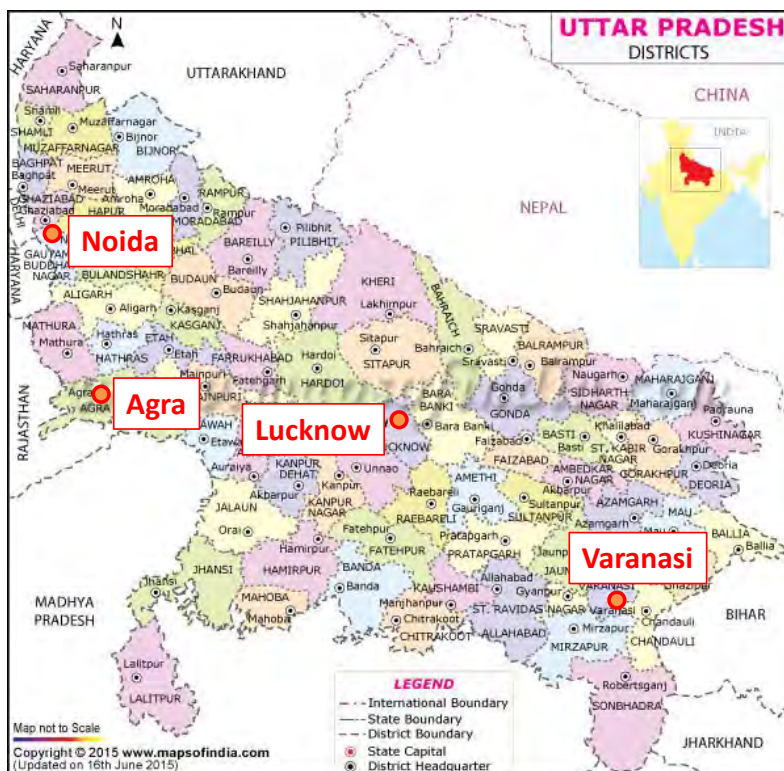 UTTAR PRADESH
DISTRICTS
N
HARYANA
UTTARAKHAND
CHINA
INDIA
NEPAL
Saharanpur
SAHARANPUR
Shamli
SHAMLI
Muzaffarnagar
MUZAFFARNAGAR
Bijnor
BIJNOR
BAGHPAT
Baghpat
MEERUT
Meerut
AMROHA
Amroha
RAMPUR
Rampur
Moradabad
MORADABAD
GHAZIABAD
Ghaziabad
HAPUR
DELHI
Noida
HARYANA
GAUTAM
BUDDHA
NAGAR
BULANDSHAHR
BAREILLY
Bareilly
Pilibhit
PILIBHIT
BUDAUN
Budaun
KHERI
Lakhimpur
SHAHJAHANPUR
Shahjahanpur
ALIGARH
Aligarh
Kasganj
KASGANJ
BAHRAICH
Bahraich
SRAVASTI
Sravasti
BALRAMPUR
Balrampur
MATHURA
Mathura
Hathras
HATHRAS
ETAH
Etah
FARRUKHABAD
Fatehgarh
Hardoi
HARDOI
Sitapur
SITAPUR
Gonda
GONDA
Naugarh
SIDHARTH
NAGAR
MAHARAJGANJ
Maharajganj
Padrauna
KUSHINAGAR
RAJASTHAN
Agra
AGRA
Agra
Mainpuri
Lucknow
BARA
BANKI
Bara Banki
Faizabad
FAIZABAD
BASTI
Basti
Khalilabad
ST. KABIR
NAGAR
Gorakhpur
GORAKHPUR
Deoria
DEORIA
Auraiya
KANPUR
DEHAT
Akbarpur
Kanpur
KANPUR
NAGAR
Unnao
Raebareli
RAEBARELI
AMETHI
Gauriganj
Sultanpur
SULTANPUR
AMBEDKAR
NAGAR
Akbarpur
AZAMGARH
Azamgarh
MAU
Mau
BALLIA
Ballia
JALAUN
Orai
Hamirpur
HAMIRPUR
Fatehpur
FATEHPUR
Pratapgarh
PRATAPGARH
Varanasi
JHANSI
Jhansi
MAHOBA
Mahoba
BANDA
Banda
KAUSHAMBI
Manjhanpur
Chitrakoot
CHITRAKOOT
Allahabad
ALLAHABAD
Gyanpur
ST. RAVIDAS NAGAR
VARANASI
Varanasi
Mirzapur
MIRZAPUR
Chandauli
CHANDAULI
BIHAR
MADHYA
PRADESH
Lalitpur
LALITPUR
Robertsganj
SONBHADRA
JHARKHAND
LEGEND
International Boundary
State Boundary
District Boundary
State Capital
District Headquarter
Map not to Scale
Copyright © 2015 www.mapsofindia.com
(Updated on 16th June 2015)